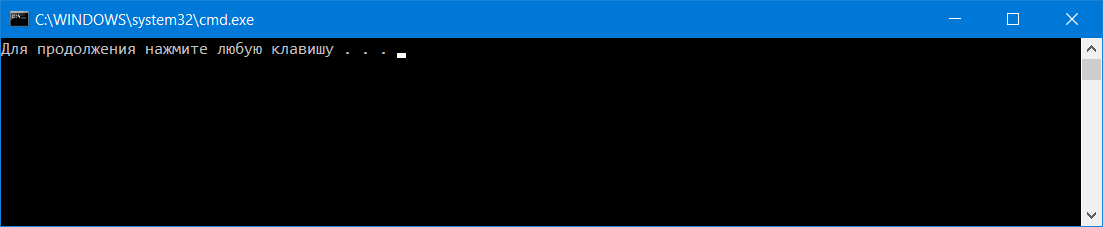 C:\WINDOWS\system32\cmd.exe
Для продолжения нажмите любую клавишу . . .